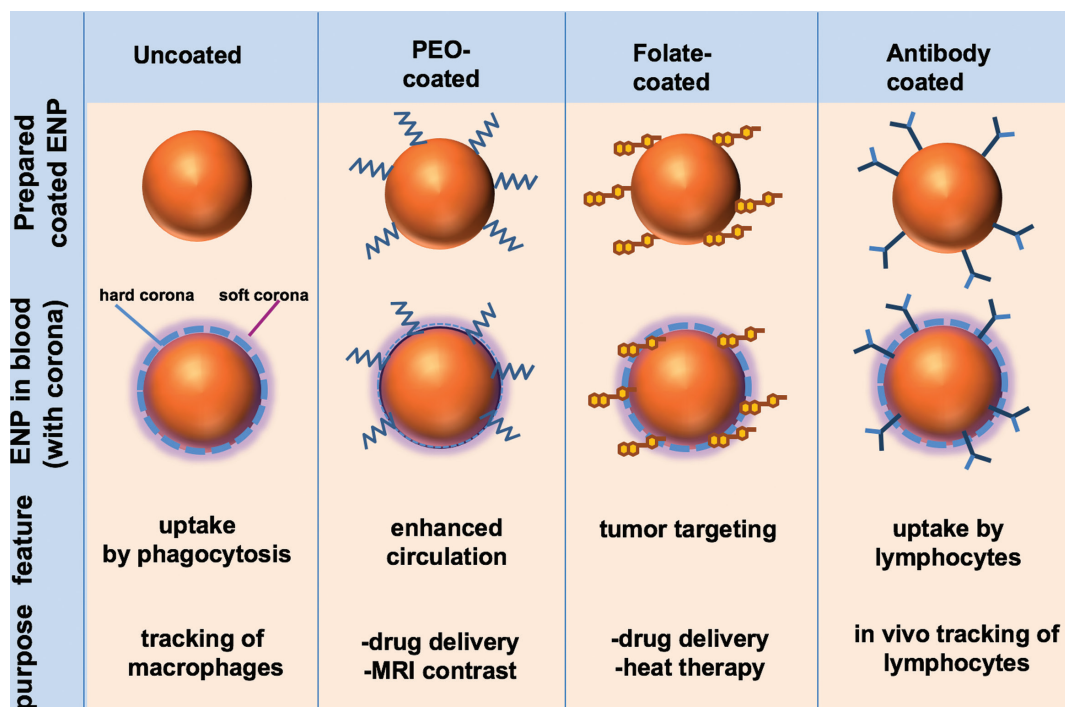 Uncoated
PEO-
coated
Folate-
coated
Antibody
coated
Prepared
coated ENP
hard corona
soft corona
ENP in blood
(with corona)
feature
uptake
by phagocytosis
enhanced
circulation
tumor targeting
uptake by
lymphocytes
purpose
tracking of
macrophages
-drug delivery
-MRI contrast
-drug delivery
-heat therapy
in vivo tracking of
lymphocytes